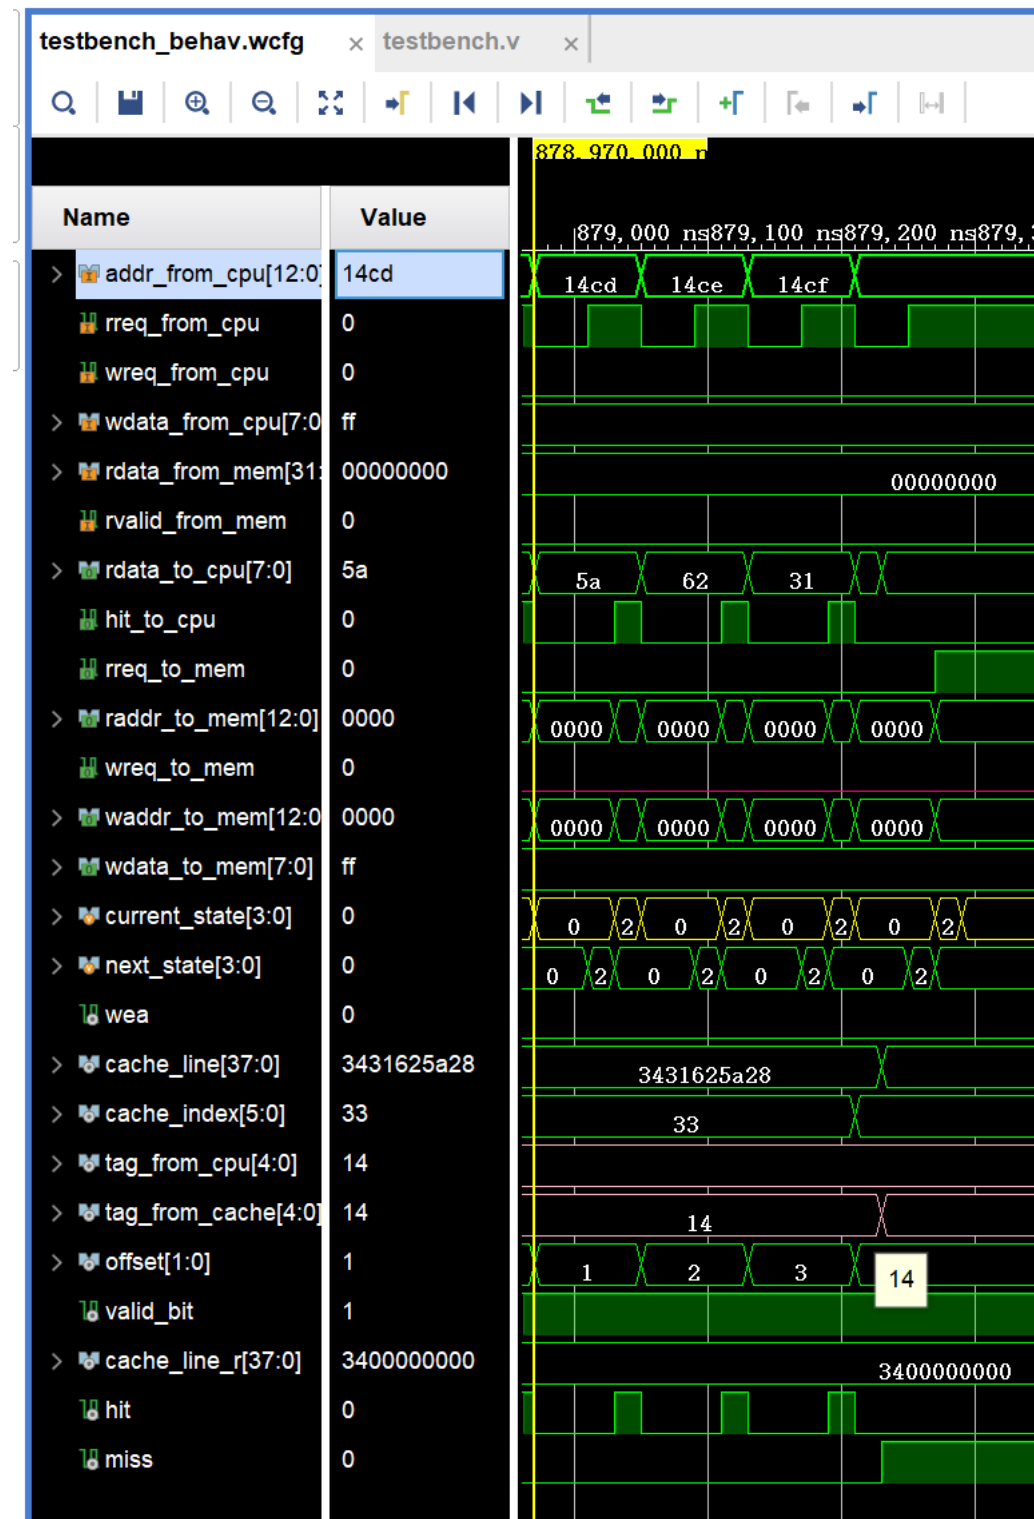 testbench_behav.wcfg × testbench.v ×
878,970.000 n
Name Value
879,000 ns 879,100 ns 879,200 ns 879,3
addr_from_cpu[12:0] 14cd 14cd 14ce 14cf
rreq_from_cpu 0
wreq_from_cpu 0
wdata_from_cpu[7:0 ff
rdata_from_mem[31: 00000000 00000000
rvalid_from_mem 0
rdata_to_cpu[7:0] 5a 5a 62 31
hit_to_cpu 0
rreq_to_mem 0
raddr_to_mem[12:0] 0000 0000 0000 0000 0000
wreq_to_mem 0
waddr_to_mem[12:0 0000 0000 0000 0000 0000
wdata_to_mem[7:0] ff
current_state[3:0] 0 0 2 0 2 0 2 0 2
next_state[3:0] 0 0 2 0 2 0 2 0 2
wea 0
cache_line[37:0] 3431625a28 3431625a28
cache_index[5:0] 33 33
tag_from_cpu[4:0] 14
tag_from_cache[4:0] 14 14
offset[1:0] 1 1 2 3 14
valid_bit 1
cache_line_r[37:0] 3400000000 3400000000
hit 0
miss 0